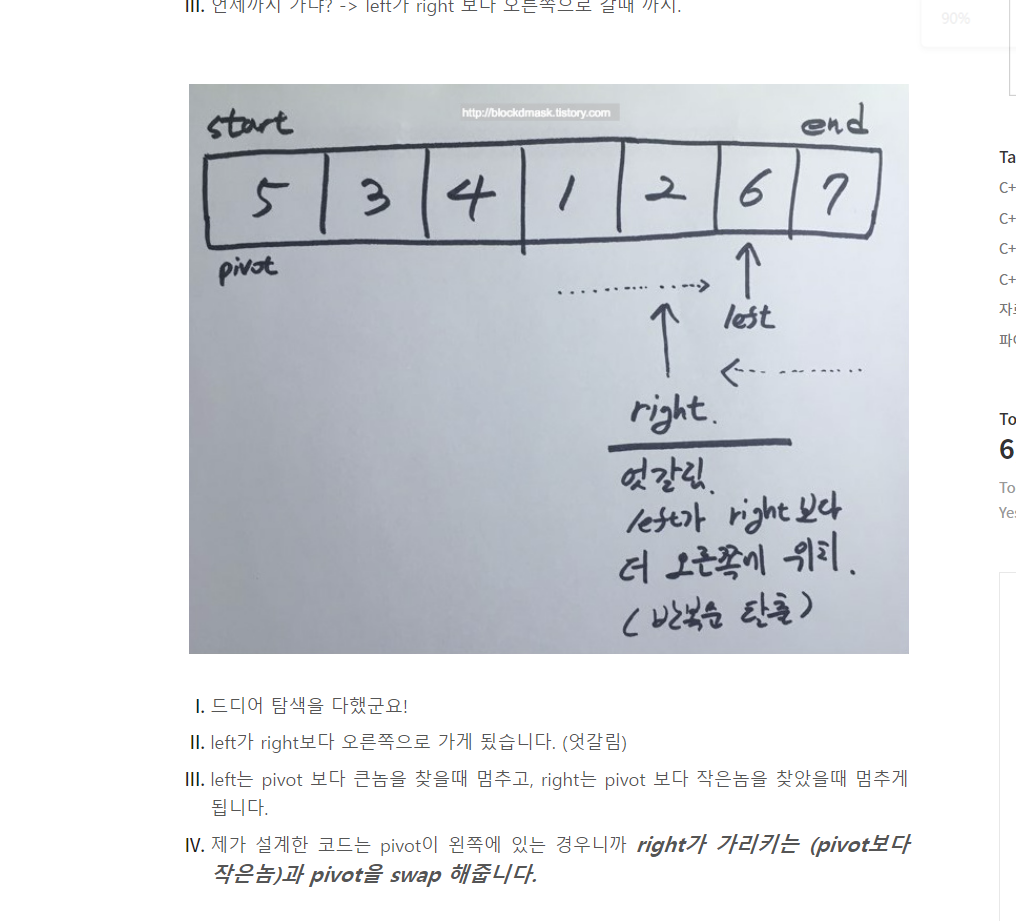 III. 언제까지 가냐? -> left가 right 보다 오른쪽으로 갈때 까지.
90%
http://blockdmask.tistory.com
start
end
5 3 4 1 2 6 7
pivot
left
right.
엇갈림.
left가 right 보다
더 오른쪽에 위치.
(반복문 탈출)
I. 드디어 탐색을 다했군요!
II. left가 right보다 오른쪽으로 가게 됬습니다. (엇갈림)
III. left는 pivot 보다 큰놈을 찾을때 멈추고, right는 pivot 보다 작은놈을 찾았을때 멈추게
됩니다.
IV. 제가 설계한 코드는 pivot이 왼쪽에 있는 경우니까 right가 가리키는 (pivot보다
작은놈)과 pivot을 swap 해줍니다.
Ta
C+
C+
C+
C+
자료
파이
To
6
To
Yes